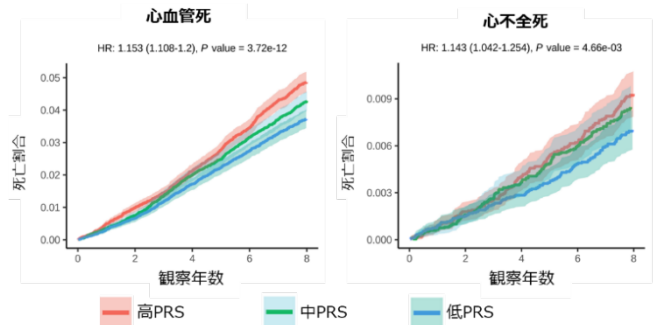 心血管死
HR: 1.153 (1.108-1.2), P value = 3.72e-12
死亡割合
0.05
0.04
0.03
0.02
0.01
0.00
0
2
4
6
8
観察年数
心不全死
HR: 1.143 (1.042-1.254), P value = 4.66e-03
死亡割合
0.009
0.006
0.003
0.000
0
2
4
6
8
観察年数
高PRS
中PRS
低PRS